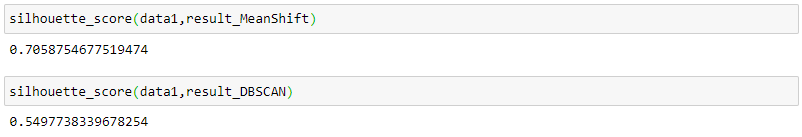 silhouette_score(data1,result_MeanShift)
0.7058754677519474
silhouette_score(data1,result_DBSCAN)
0.5497738339678254